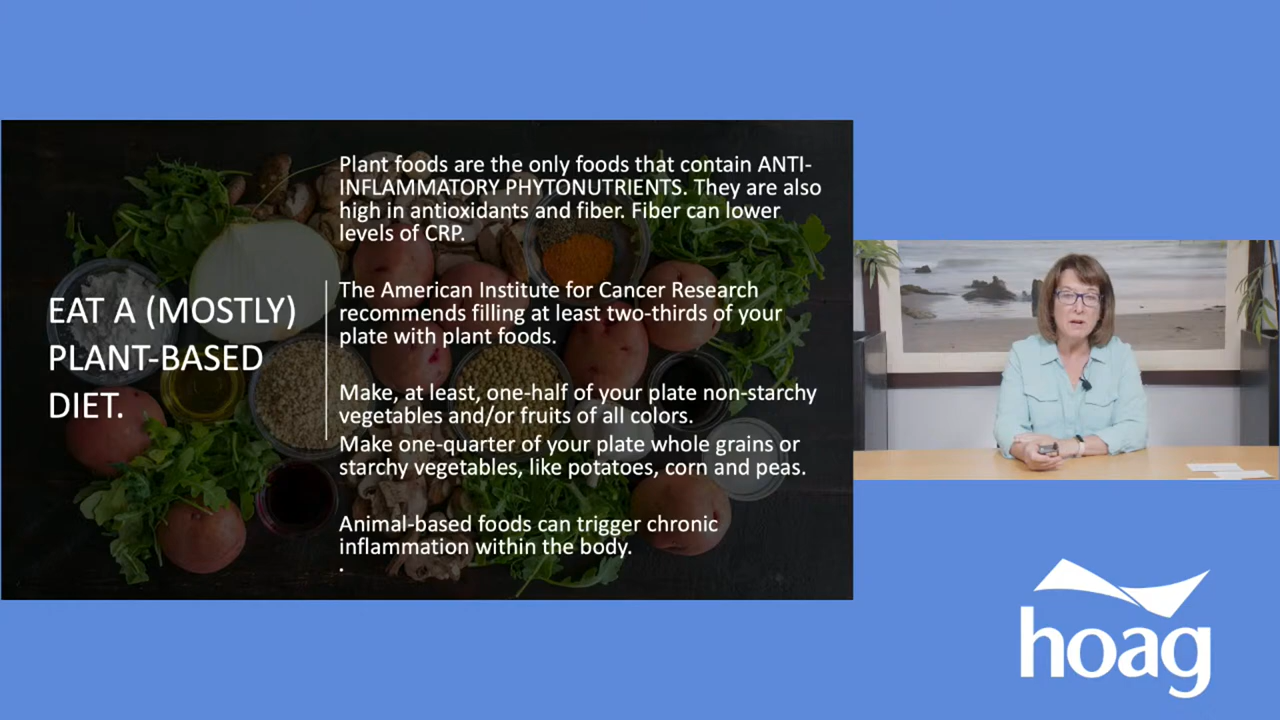 EAT A (MOSTLY)
PLANT-BASED
DIET.
Plant foods are the only foods that contain ANTI-
INFLAMMATORY PHYTONUTRIENTS. They are also
high in antioxidants and fiber. Fiber can lower
levels of CRP.
The American Institute for Cancer Research
recommends filling at least two-thirds of your
plate with plant foods.
Make, at least, one-half of your plate non-starchy
vegetables and/or fruits of all colors.
Make one-quarter of your plate whole grains or
starchy vegetables, like potatoes, corn and peas.
Animal-based foods can trigger chronic
inflammation within the body.
.
hoag